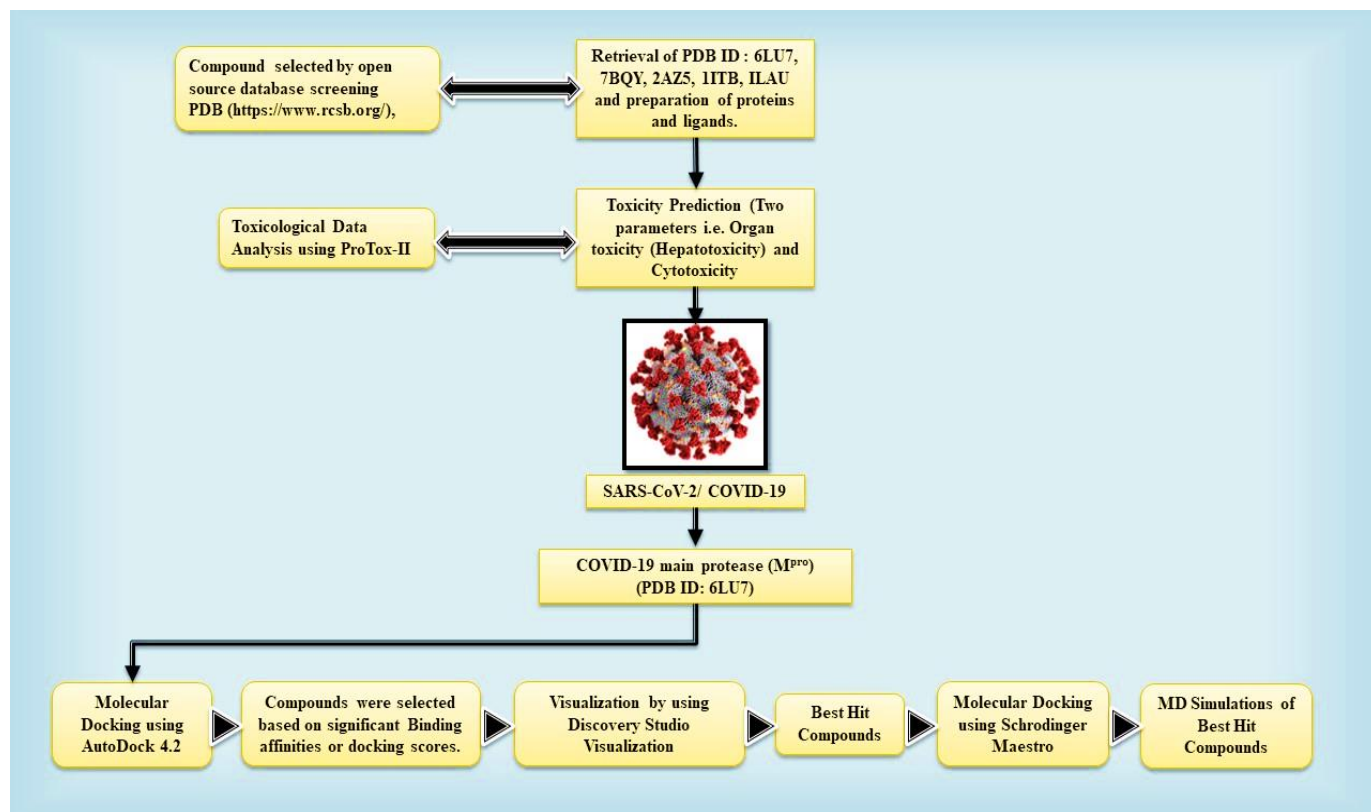 Compound selected by open
source database screening
PDB (https://www.rcsb.org/),
Retrieval of PDB ID : 6LU7,
7BQY, 2AZ5, 1ITB, ILAU
and preparation of proteins
and ligands.
Toxicological Data
Analysis using ProTox-II
Toxicity Prediction (Two
parameters i.e. Organ
toxicity (Hepatotoxicity) and
Cytotoxicity
SARS-CoV-2/ COVID-19
COVID-19 main protease (Mᵖʳᵒ)
(PDB ID: 6LU7)
Molecular
Docking using
AutoDock 4.2
Compounds were selected
based on significant Binding
affinities or docking scores.
Visualization by using
Discovery Studio
Visualization
Best Hit
Compounds
Molecular Docking
using Schrodinger
Maestro
MD Simulations of
Best Hit
Compounds